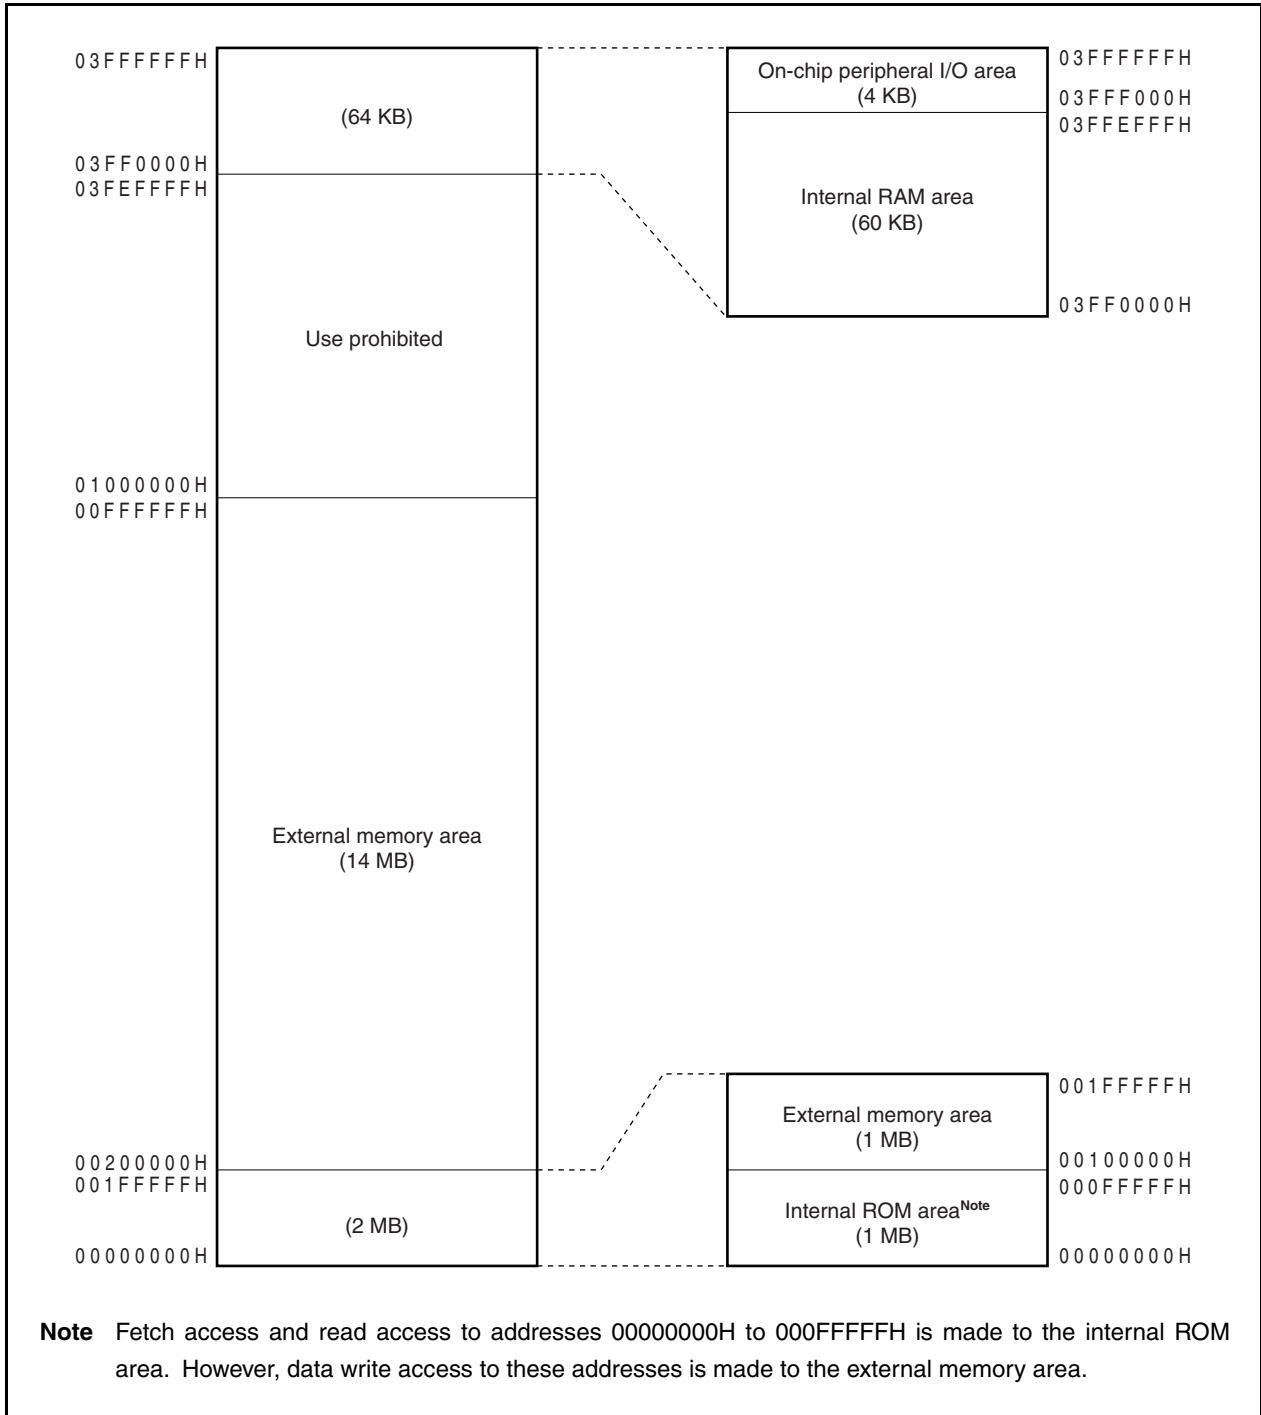 03FFFFFFH
(64 KB)
03FF0000H
03FEFFFFH
Use prohibited
01000000H
00FFFFFFH
External memory area
(14 MB)
00200000H
001FFFFFH
(2 MB)
00000000H
On-chip peripheral I/O area
(4 KB)
03FFFFFFH
03FFF000H
03FFEFFFH
Internal RAM area
(60 KB)
03FF0000H
001FFFFFH
External memory area
(1 MB)
00100000H
000FFFFFH
Internal ROM areaNote
(1 MB)
00000000H
Note Fetch access and read access to addresses 00000000H to 000FFFFFH is made to the internal ROM
area. However, data write access to these addresses is made to the external memory area.